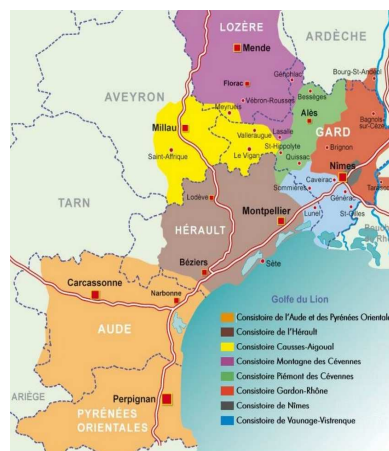 LOZÈRE
ARDÈCHE
Mende
Bourg-St-Andéol
Florac
Génolhac
AVEYRON
Vébron-Rousses
Bessèges
Meyrueis
Alès
Bagnols-sur-Cèze
Millau
Valleraugue
Lasalle
GARD
St-Hippolyte
Brignon
Saint-Affrique
Le Vigan
Quissac
Nîmes
Caveirac
Sommières
TARN
Lodève
Générac
Montpellier
Lunel
St-Gilles
HÉRAULT
Béziers
Sète
Carcassonne
Narbonne
Golfe du Lion
AUDE
Consistoire de l'Aude et des Pyrénées Orientale
Consistoire de l'Hérault
Consistoire Causses-Aigoual
Consistoire Montagne des Cévennes
ARIÈGE
Consistoire Piémont des Cévennes
Perpignan
Consistoire Gardon-Rhône
PYRÉNÉES
ORIENTALES
Consistoire de Nîmes
Consistoire de Vaunage-Vistrenque